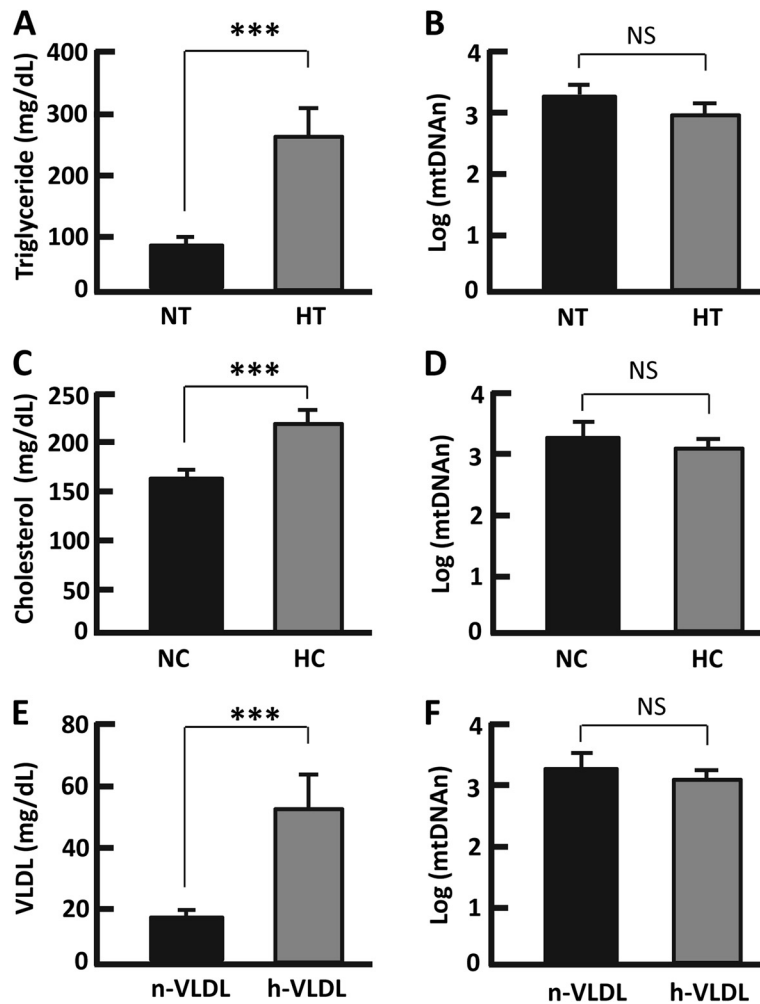 A
Triglyceride (mg/dL)
400
300
200
100
0
***
NT
HT
B
Log (mtDNAn)
4
3
2
1
0
NS
NT
HT
C
Cholesterol (mg/dL)
250
200
150
100
50
0
***
NC
HC
D
Log (mtDNAn)
4
3
2
1
0
NS
NC
HC
E
VLDL (mg/dL)
80
60
40
20
0
***
n-VLDL
h-VLDL
F
Log (mtDNAn)
4
3
2
1
0
NS
n-VLDL
h-VLDL